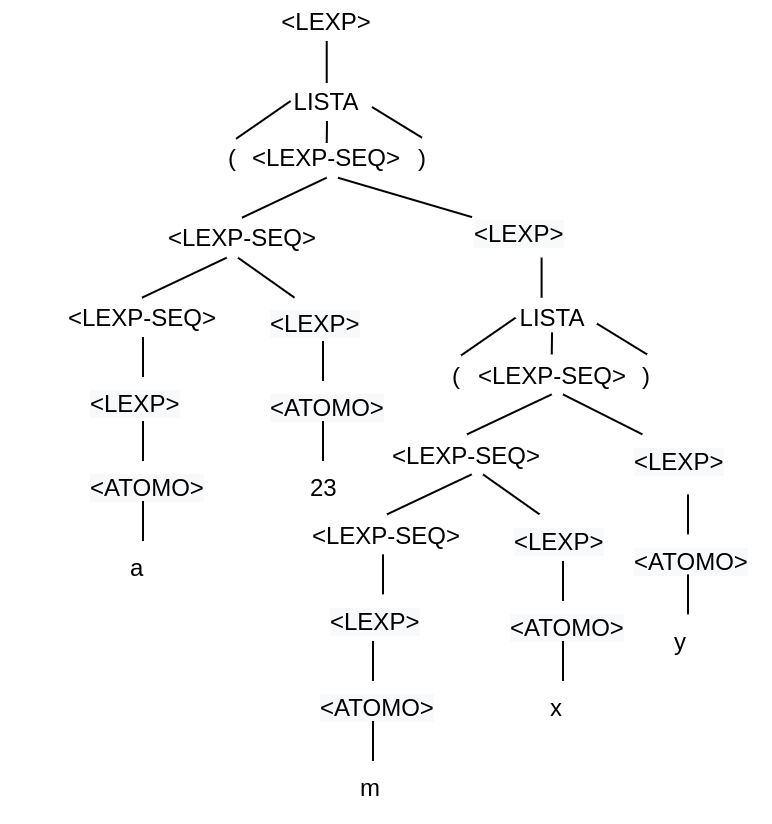 <LEXP>
LISTA
( <LEXP-SEQ> )
<LEXP-SEQ> <LEXP>
<LEXP-SEQ> <LEXP> LISTA
( <LEXP-SEQ> )
<LEXP> <ATOMO>
<LEXP-SEQ> <LEXP>
<ATOMO> 23
<LEXP-SEQ> <LEXP> <ATOMO>
a
<LEXP> <ATOMO> y
<ATOMO> x
m